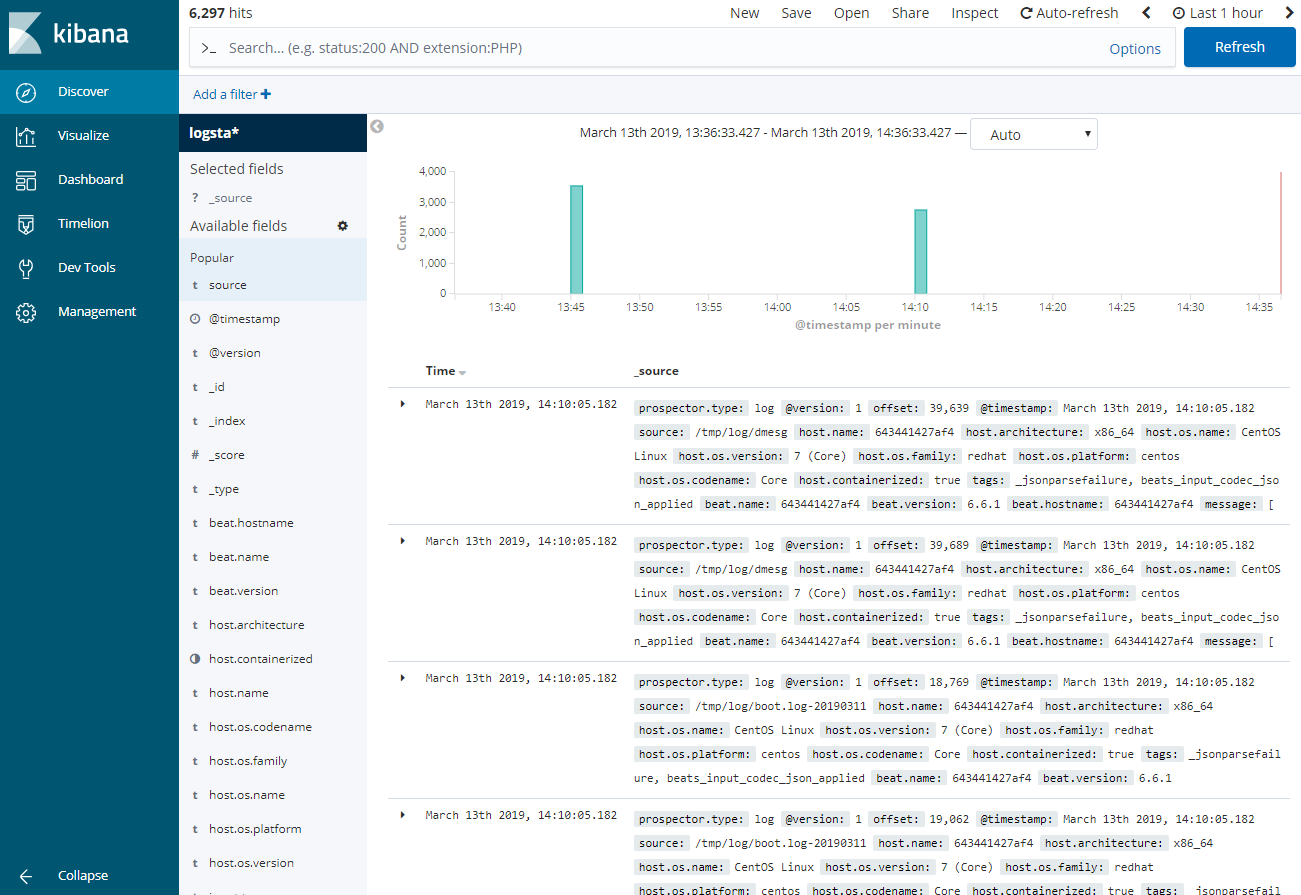 kibana
Discover
Visualize
Dashboard
Timelion
Dev Tools
Management
Collapse
6,297 hits
New Save Open Share Inspect Auto-refresh Last 1 hour
>_ Search... (e.g. status:200 AND extension:PHP) Options Refresh
Add a filter +
logsta*
Selected fields
? _source
Available fields
Popular
t source
@timestamp
t @version
t _id
t _index
# _score
t _type
t beat.hostname
t beat.name
t beat.version
t host.architecture
host.containerized
t host.name
t host.os.codename
t host.os.family
t host.os.name
t host.os.platform
t host.os.version
March 13th 2019, 13:36:33.427 - March 13th 2019, 14:36:33.427 — Auto
4,000
3,000
2,000
1,000
0
Count
13:40 13:45 13:50 13:55 14:00 14:05 14:10 14:15 14:20 14:25 14:30 14:35
@timestamp per minute
Time _source
March 13th 2019, 14:10:05.182 prospector.type: log @version: 1 offset: 39,639 @timestamp: March 13th 2019, 14:10:05.182
source: /tmp/log/dmesg host.name: 643441427af4 host.architecture: x86_64 host.os.name: CentOS
Linux host.os.version: 7 (Core) host.os.family: redhat host.os.platform: centos
host.os.codename: Core host.containerized: true tags: _jsonparsefailure, beats_input_codec_jso
n_applied beat.name: 643441427af4 beat.version: 6.6.1 beat.hostname: 643441427af4 message: [
March 13th 2019, 14:10:05.182 prospector.type: log @version: 1 offset: 39,689 @timestamp: March 13th 2019, 14:10:05.182
source: /tmp/log/dmesg host.name: 643441427af4 host.architecture: x86_64 host.os.name: CentOS
Linux host.os.version: 7 (Core) host.os.family: redhat host.os.platform: centos
host.os.codename: Core host.containerized: true tags: _jsonparsefailure, beats_input_codec_jso
n_applied beat.name: 643441427af4 beat.version: 6.6.1 beat.hostname: 643441427af4 message: [
March 13th 2019, 14:10:05.182 prospector.type: log @version: 1 offset: 18,769 @timestamp: March 13th 2019, 14:10:05.182
source: /tmp/log/boot.log-20190311 host.name: 643441427af4 host.architecture: x86_64
host.os.name: CentOS Linux host.os.version: 7 (Core) host.os.family: redhat
host.os.platform: centos host.os.codename: Core host.containerized: true tags: _jsonparsefail
ure, beats_input_codec_json_applied beat.name: 643441427af4 beat.version: 6.6.1
March 13th 2019, 14:10:05.182 prospector.type: log @version: 1 offset: 19,062 @timestamp: March 13th 2019, 14:10:05.182
source: /tmp/log/boot.log-20190311 host.name: 643441427af4 host.architecture: x86_64
host.os.name: CentOS Linux host.os.version: 7 (Core) host.os.family: redhat
host.os.platform: centos host.os.codename: Core host.containerized: true tags: _jsonparsefail